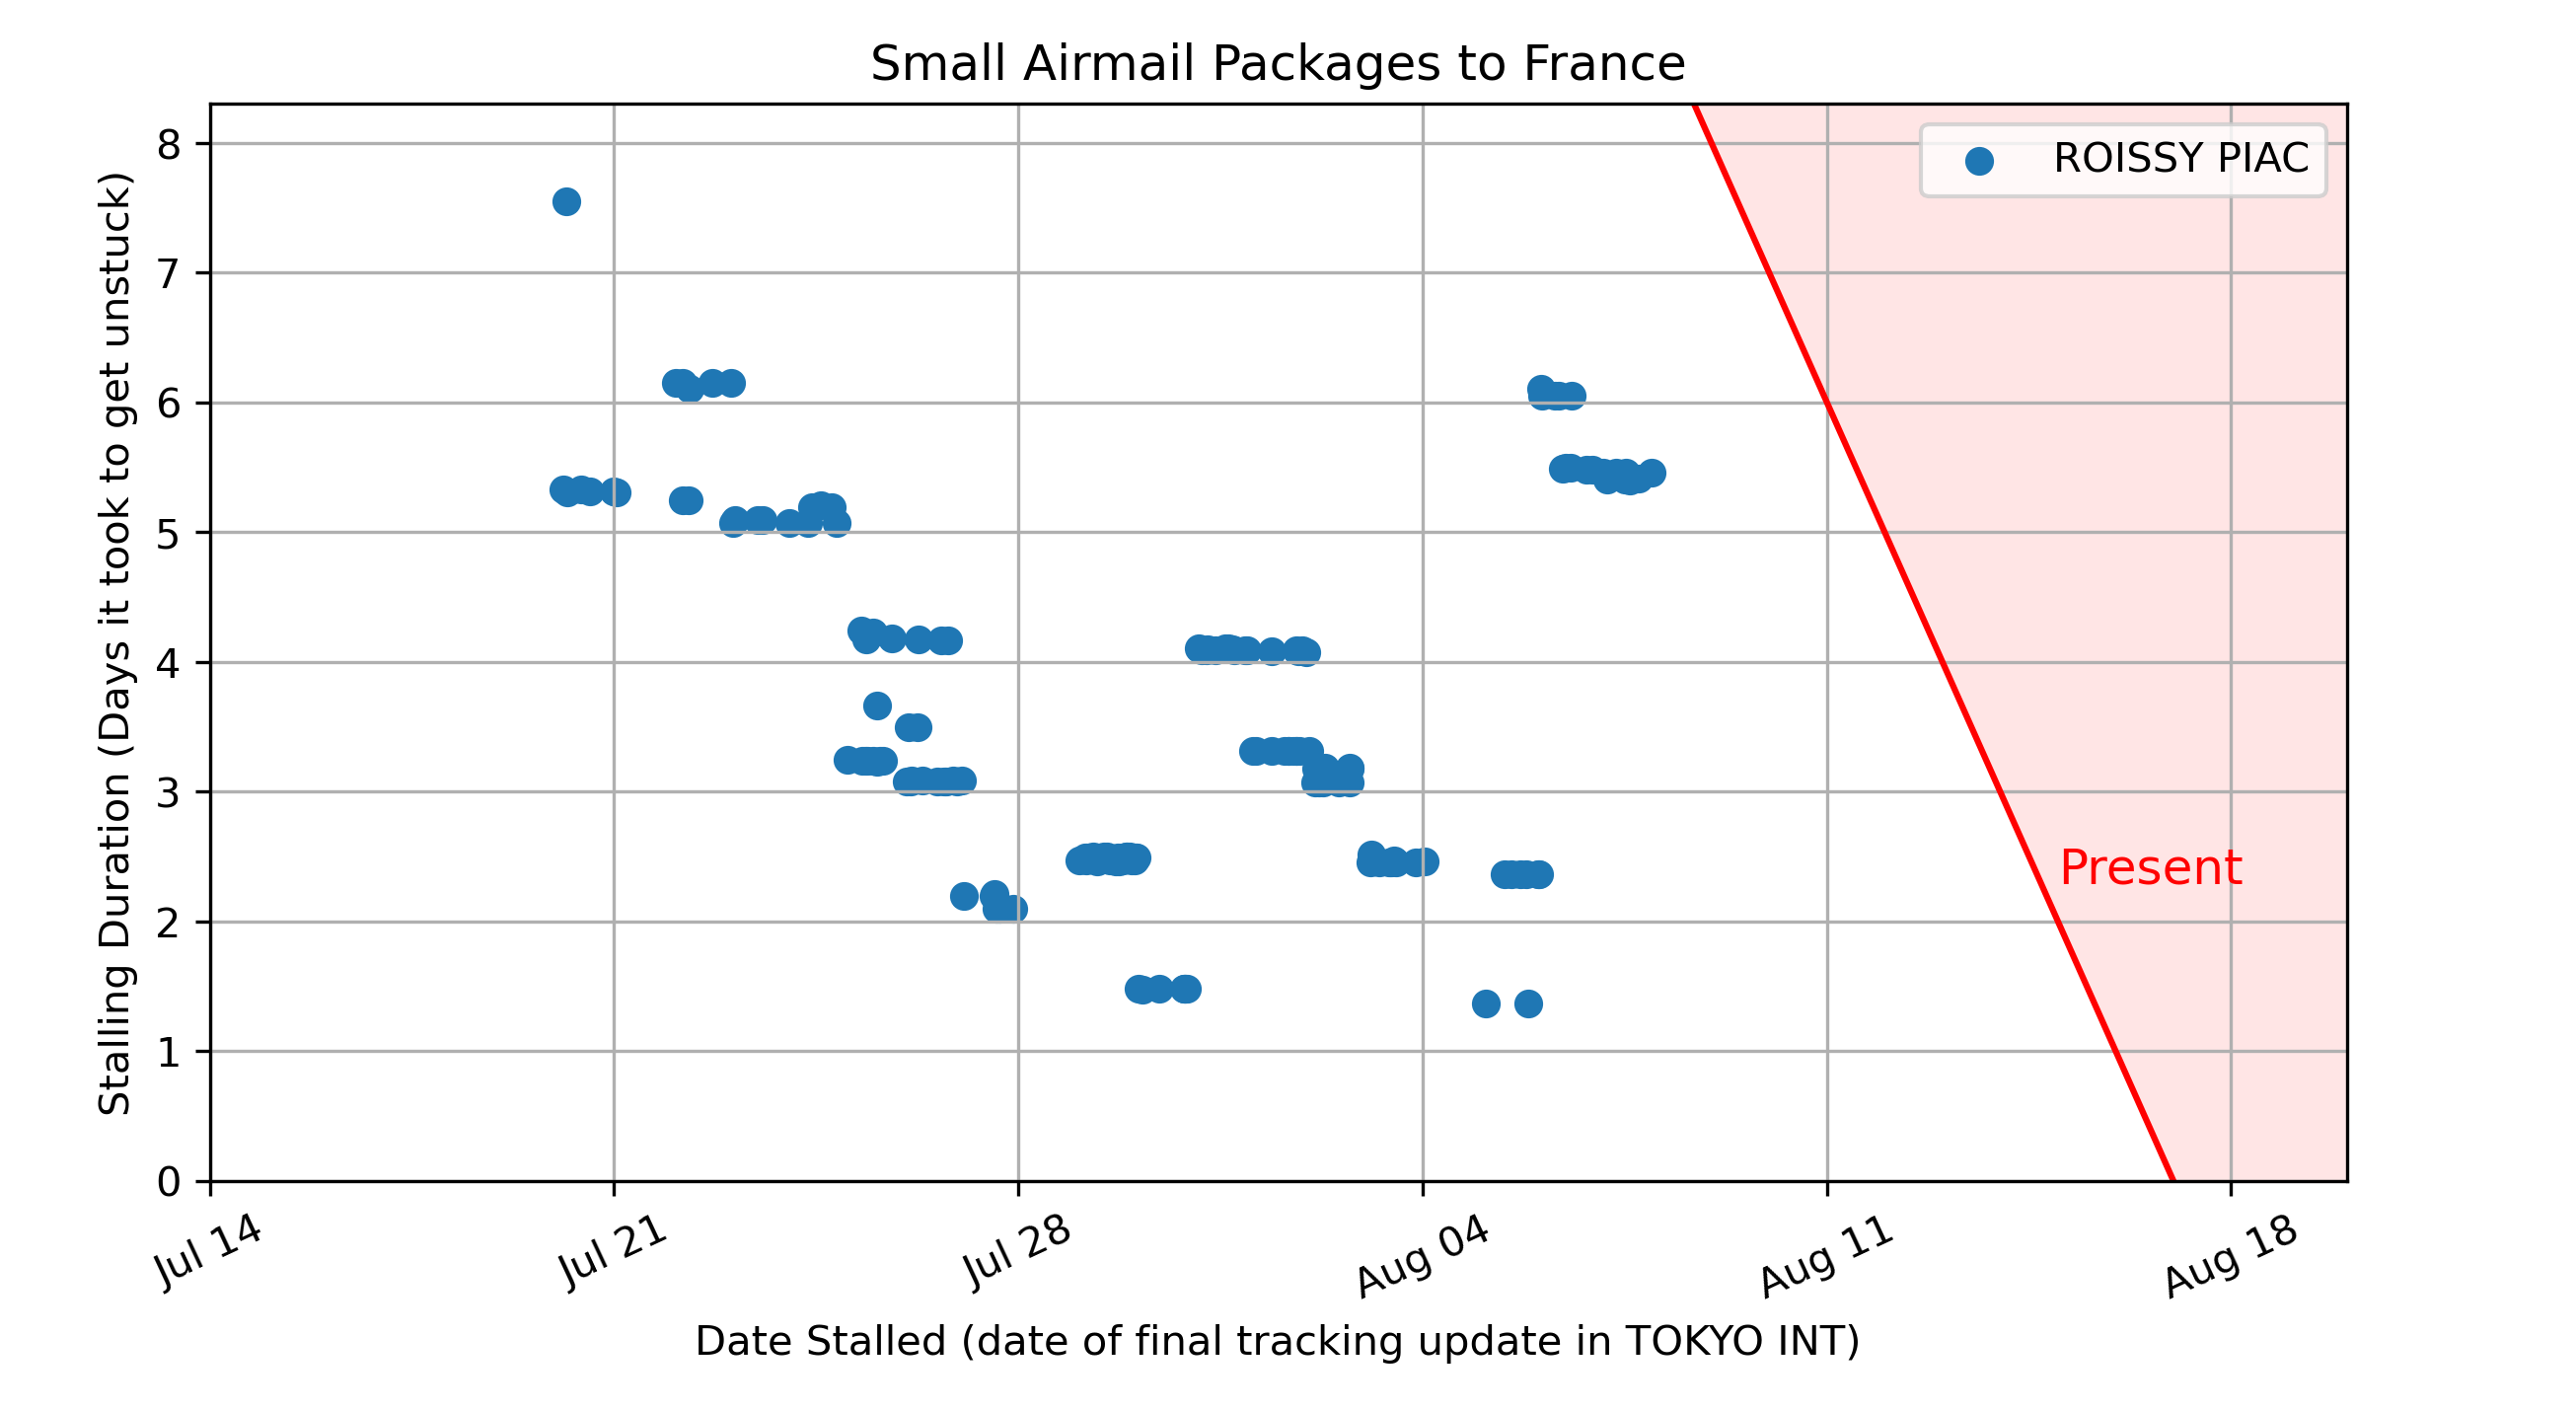 Small Airmail Packages to France
ROISSY PIAC
Stalling Duration (Days it took to get unstuck)
8
7
6
5
4
3
2
1
0
Present
Jul 14
Jul 21
Jul 28
Aug 04
Aug 11
Aug 18
Date Stalled (date of final tracking update in TOKYO INT)